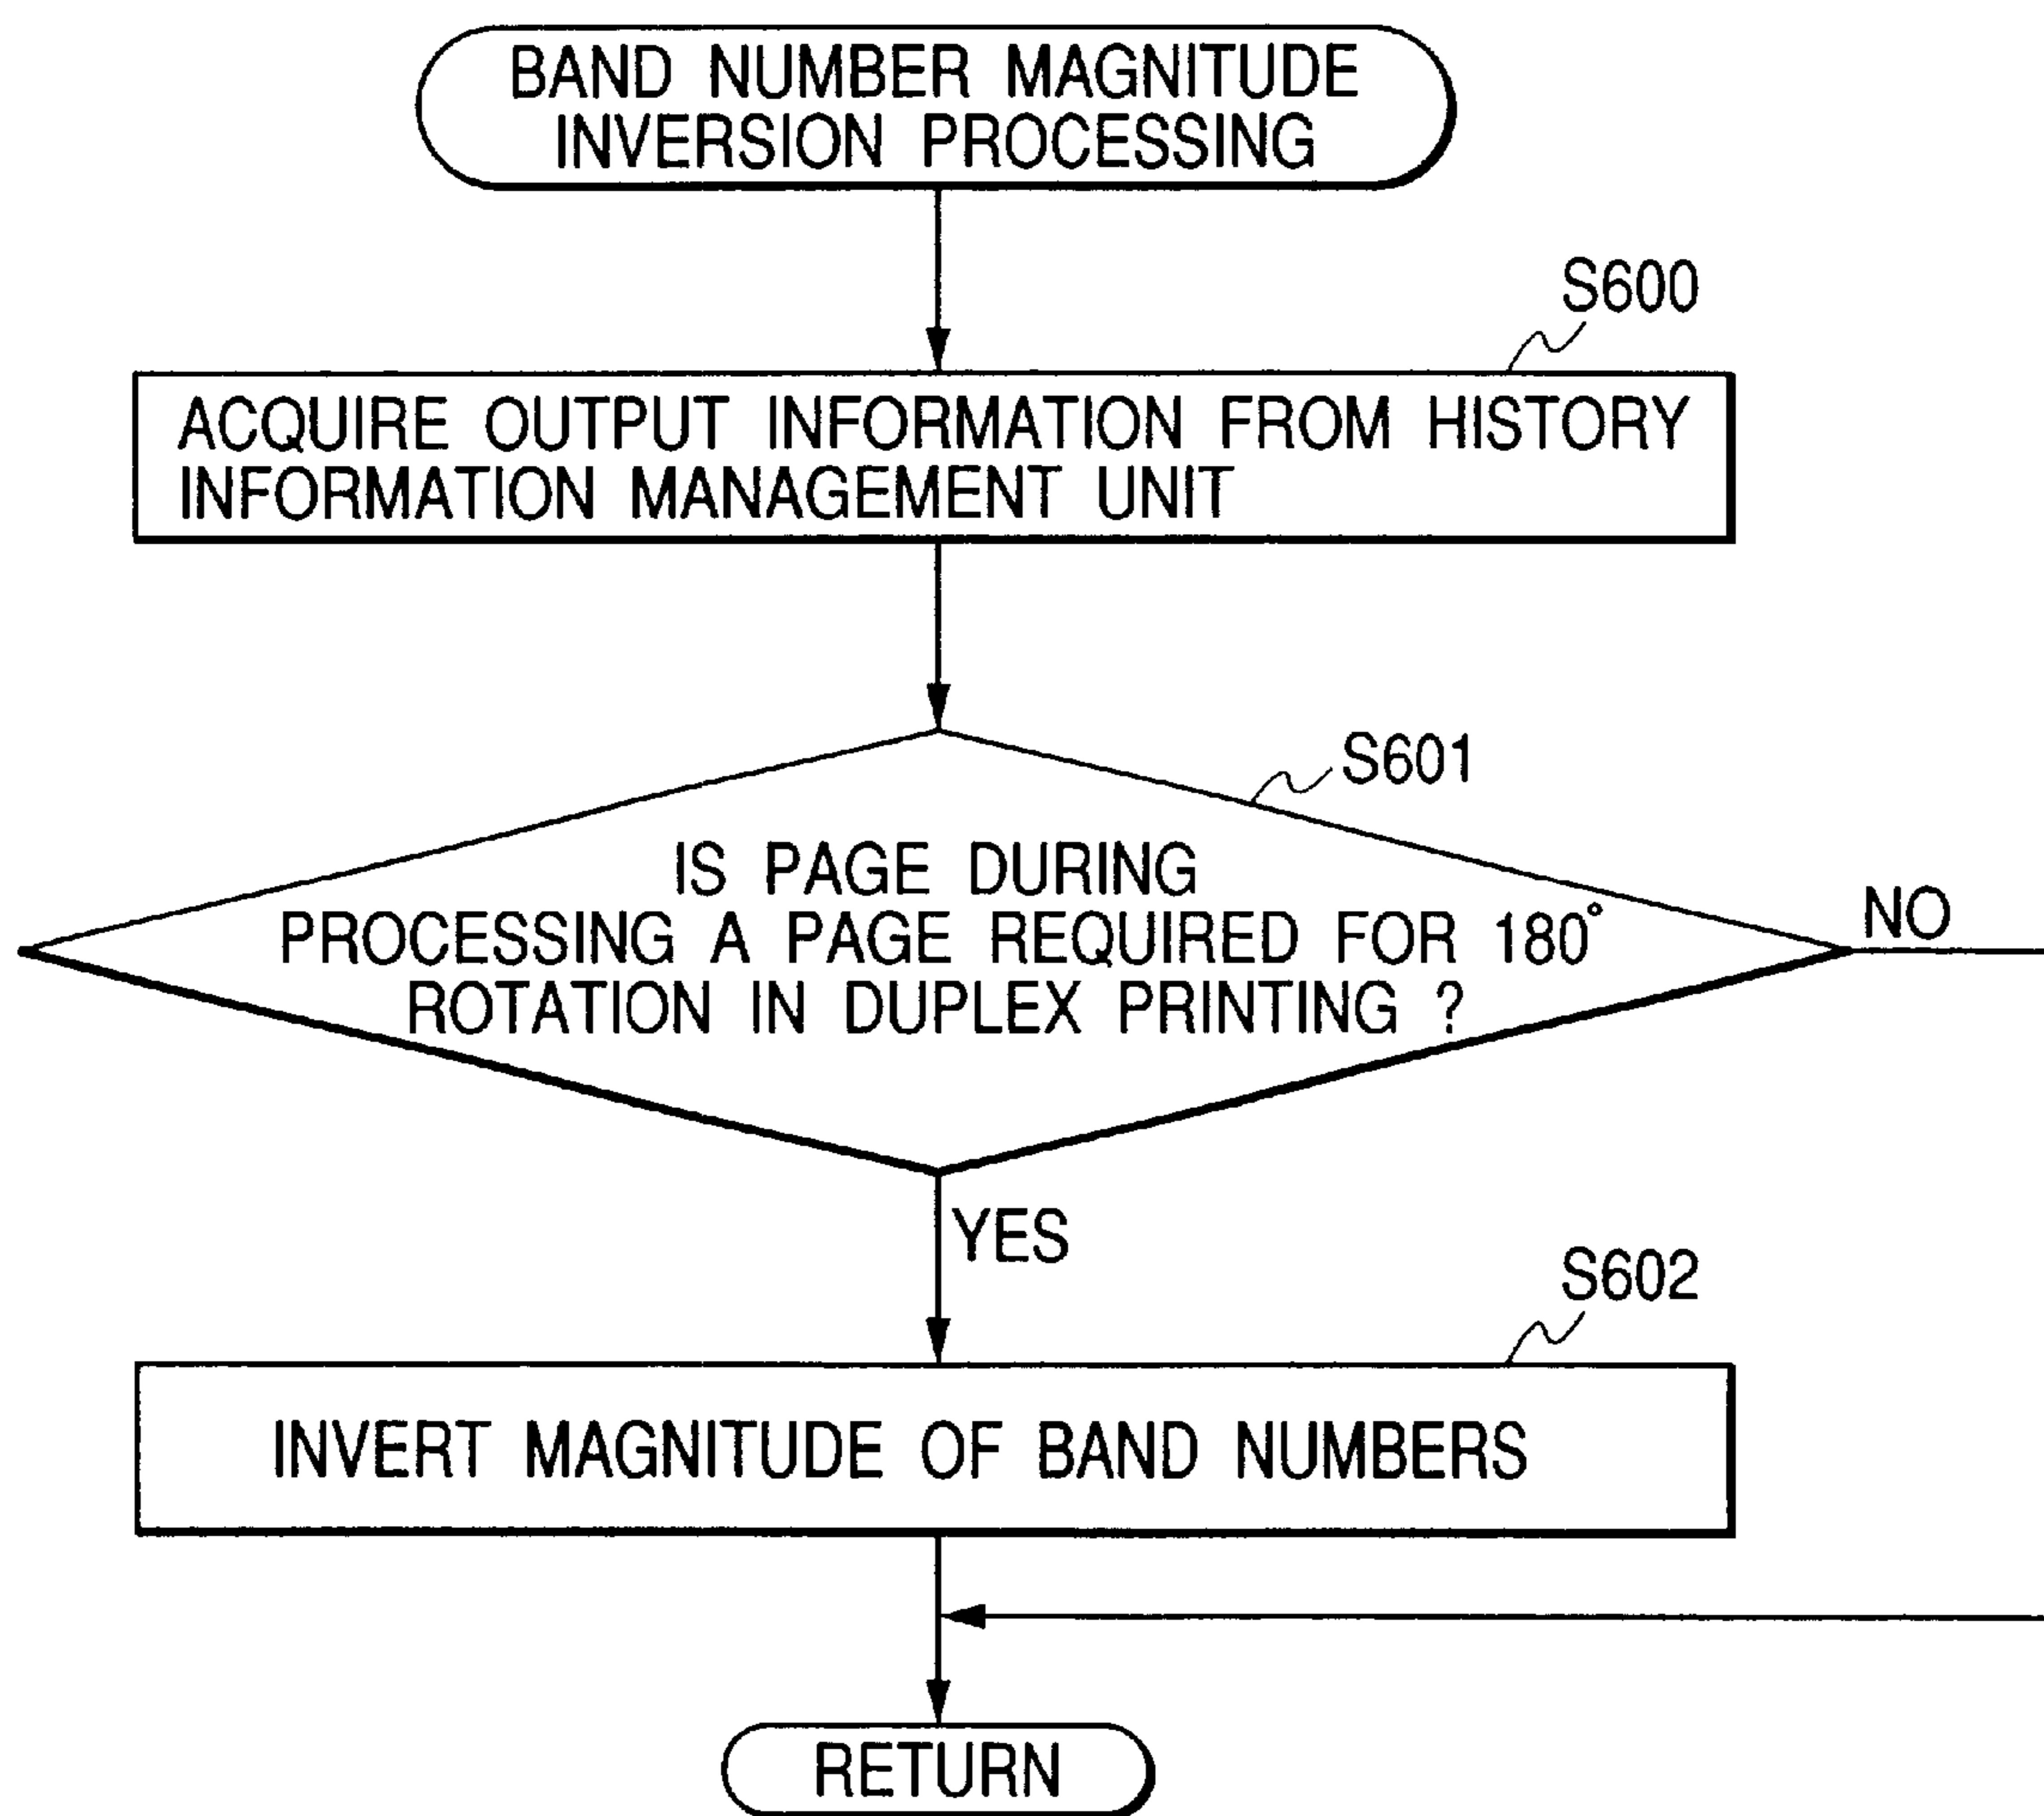 BAND NUMBER MAGNITUDE
INVERSION PROCESSING
S600
ACQUIRE OUTPUT INFORMATION FROM HISTORY
INFORMATION MANAGEMENT UNIT
S601
IS PAGE DURING
PROCESSING A PAGE REQUIRED FOR 180°
ROTATION IN DUPLEX PRINTING ?
NO
YES
S602
INVERT MAGNITUDE OF BAND NUMBERS
RETURN